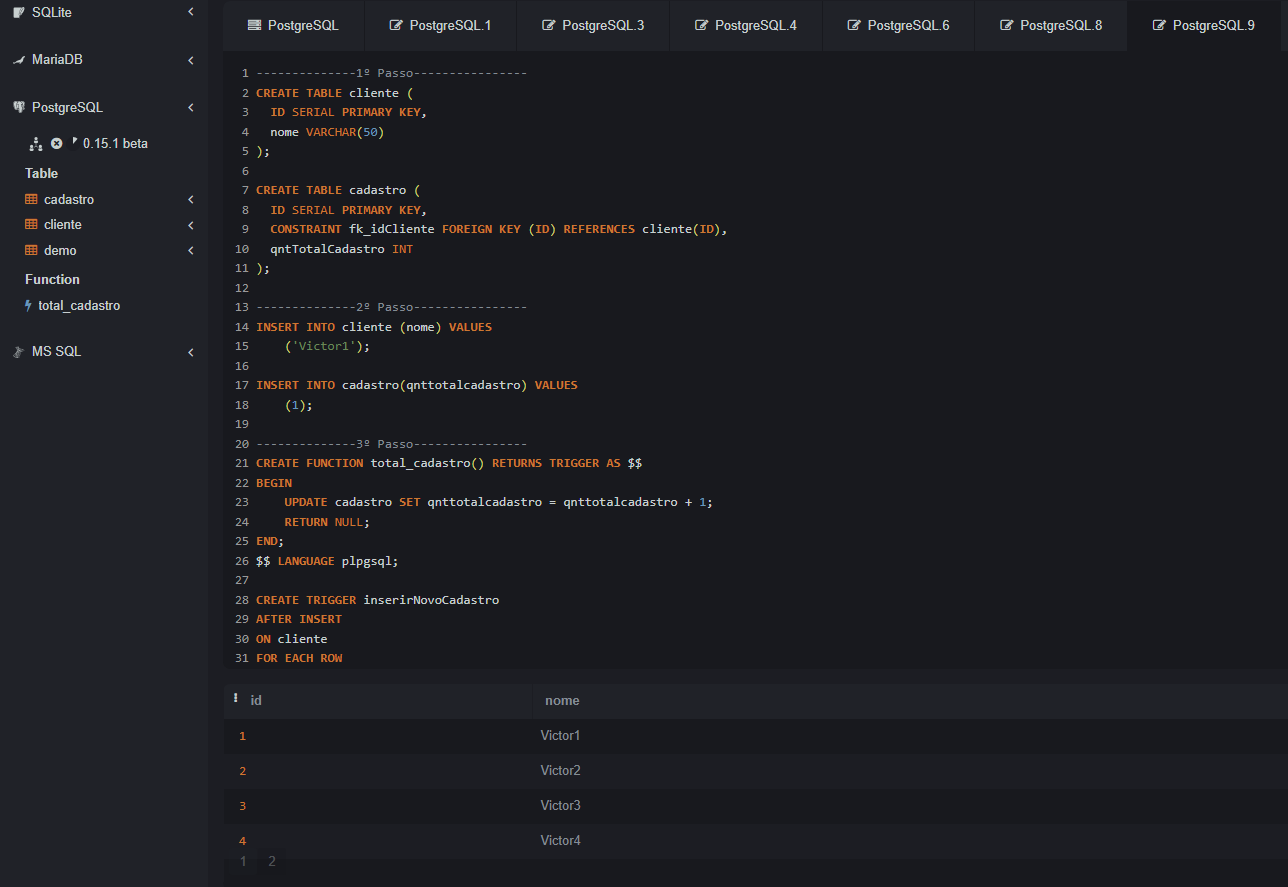 SQLite
MariaDB
PostgreSQL
0.15.1 beta
Table
cadastro
cliente
demo
Function
total_cadastro
MS SQL
PostgreSQL PostgreSQL.1 PostgreSQL.3 PostgreSQL.4 PostgreSQL.6 PostgreSQL.8 PostgreSQL.9
1 --------------1º Passo----------------
2 CREATE TABLE cliente (
3   ID SERIAL PRIMARY KEY,
4   nome VARCHAR(50)
5 );
6
7 CREATE TABLE cadastro (
8   ID SERIAL PRIMARY KEY,
9   CONSTRAINT fk_idCliente FOREIGN KEY (ID) REFERENCES cliente(ID),
10   qntTotalCadastro INT
11 );
12
13 --------------2º Passo----------------
14 INSERT INTO cliente (nome) VALUES
15     ('Victor1');
16
17 INSERT INTO cadastro(qnttotalcadastro) VALUES
18     (1);
19
20 --------------3º Passo----------------
21 CREATE FUNCTION total_cadastro() RETURNS TRIGGER AS $$
22 BEGIN
23     UPDATE cadastro SET qnttotalcadastro = qnttotalcadastro + 1;
24     RETURN NULL;
25 END;
26 $$ LANGUAGE plpgsql;
27
28 CREATE TRIGGER inserirNovoCadastro
29 AFTER INSERT
30 ON cliente
31 FOR EACH ROW
id nome
1 Victor1
2 Victor2
3 Victor3
4 Victor4
1 2